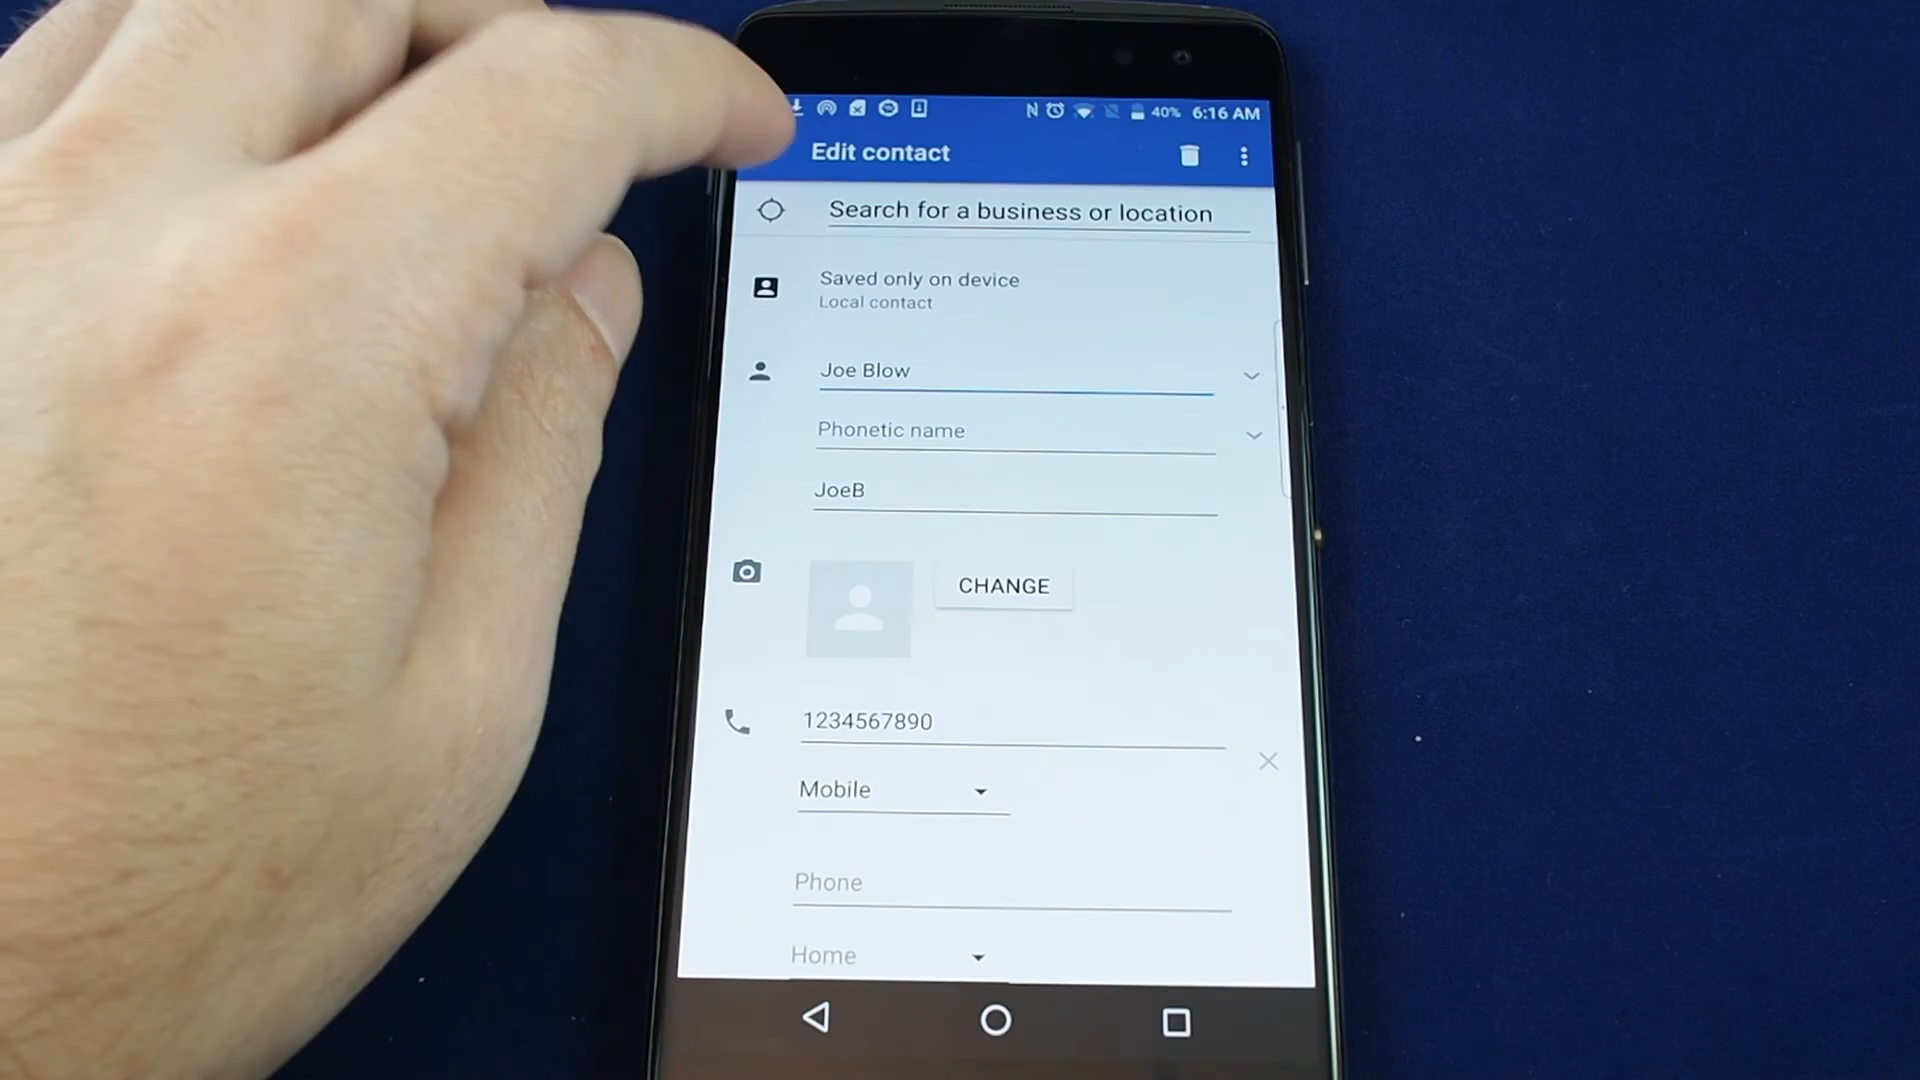 40% 6:16 AM
Edit contact
Search for a business or location
Saved only on device
Local contact
Joe Blow
Phonetic name
JoeB
CHANGE
1234567890
Mobile
Phone
Home